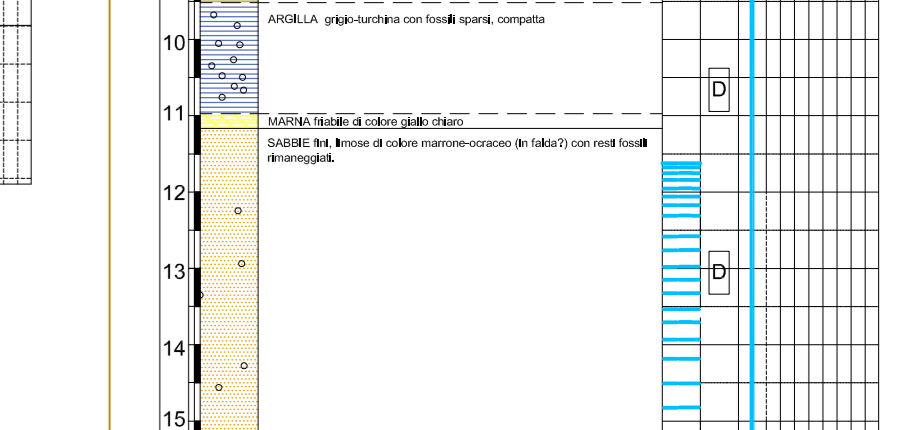 ARGILLA grigio-turchina con fossili sparsi, compatta
10
D
11
MARNA friabile di colore giallo chiaro
SABBIE fini, limose di colore marrone-ocraceo (in falda?) con resti fossili
rimaneggiati.
12
13
D
14
15